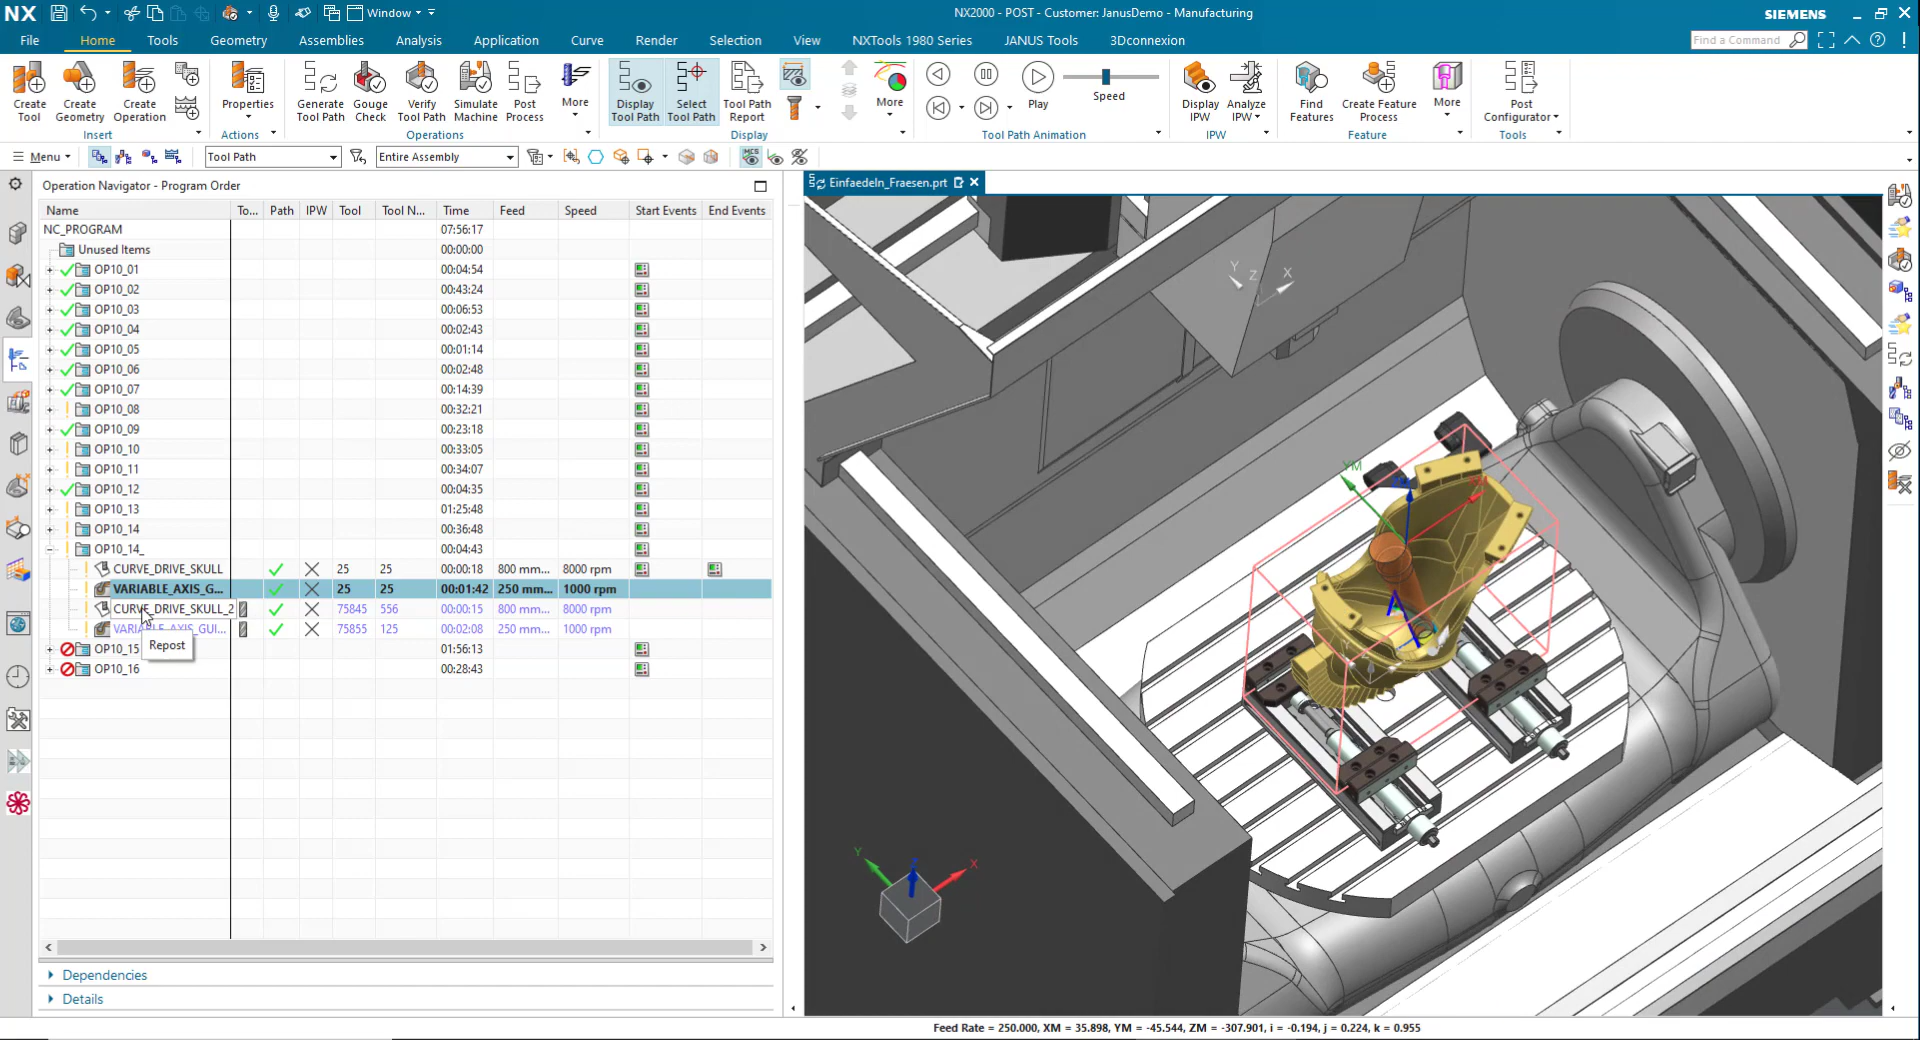 NX
Window
NX2000 - POST - Customer: JanusDemo - Manufacturing
SIEMENS
File Home Tools Geometry Assemblies Analysis Application Curve Render Selection View NXTools 1980 Series JANUS Tools 3Dconnexion
Find a Command
Create Tool
Create Geometry
Create Operation
Insert
Properties
Actions
Generate Tool Path
Gouge Check
Verify Tool Path
Simulate Machine
Post Process
More
Operations
Display Tool Path
Select Tool Path
Tool Path Report
More
Display
Play
Speed
Tool Path Animation
Display IPW
Analyze IPW
IPW
Find Features
Create Feature Process
More
Feature
Post Configurator
Tools
Menu
Tool Path
Entire Assembly
MCS
Operation Navigator - Program Order
Einfaedeln_Fraesen.prt
Name To... Path IPW Tool Tool N... Time Feed Speed Start Events End Events
NC_PROGRAM 07:56:17
Unused Items 00:00:00
OP10_01 00:04:54
OP10_02 00:43:24
OP10_03 00:06:53
OP10_04 00:02:43
OP10_05 00:01:14
OP10_06 00:02:48
OP10_07 00:14:39
OP10_08 00:32:21
OP10_09 00:23:18
OP10_10 00:33:05
OP10_11 00:34:07
OP10_12 00:04:35
OP10_13 01:25:48
OP10_14 00:36:48
OP10_14_ 00:04:43
CURVE_DRIVE_SKULL 25 25 00:00:18 800 mm... 8000 rpm
VARIABLE_AXIS_G... 25 25 00:01:42 250 mm... 1000 rpm
CURVE_DRIVE_SKULL_2 75845 556 00:00:15 800 mm... 8000 rpm
VARIABLE_AXIS_GUI... 75855 125 00:02:08 250 mm... 1000 rpm
Repost
OP10_15 01:56:13
OP10_16 00:28:43
Y Z X
YM
Y Z X
Dependencies
Details
Feed Rate = 250.000, XM = 35.898, YM = -45.544, ZM = -307.901, i = -0.194, j = 0.224, k = 0.955